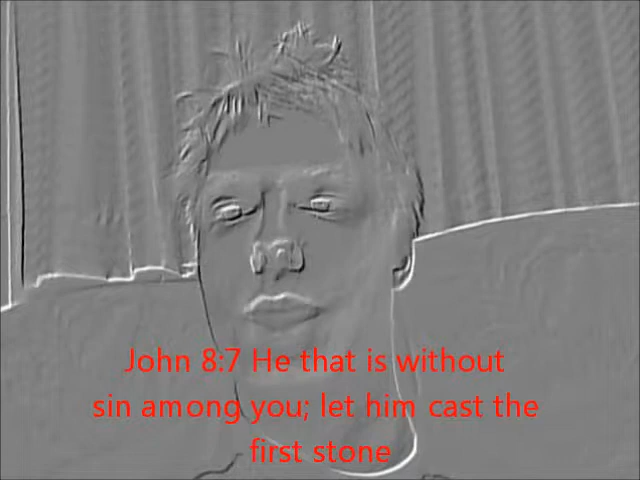 John 8:7 He that is without
sin among you; let him cast the
first stone